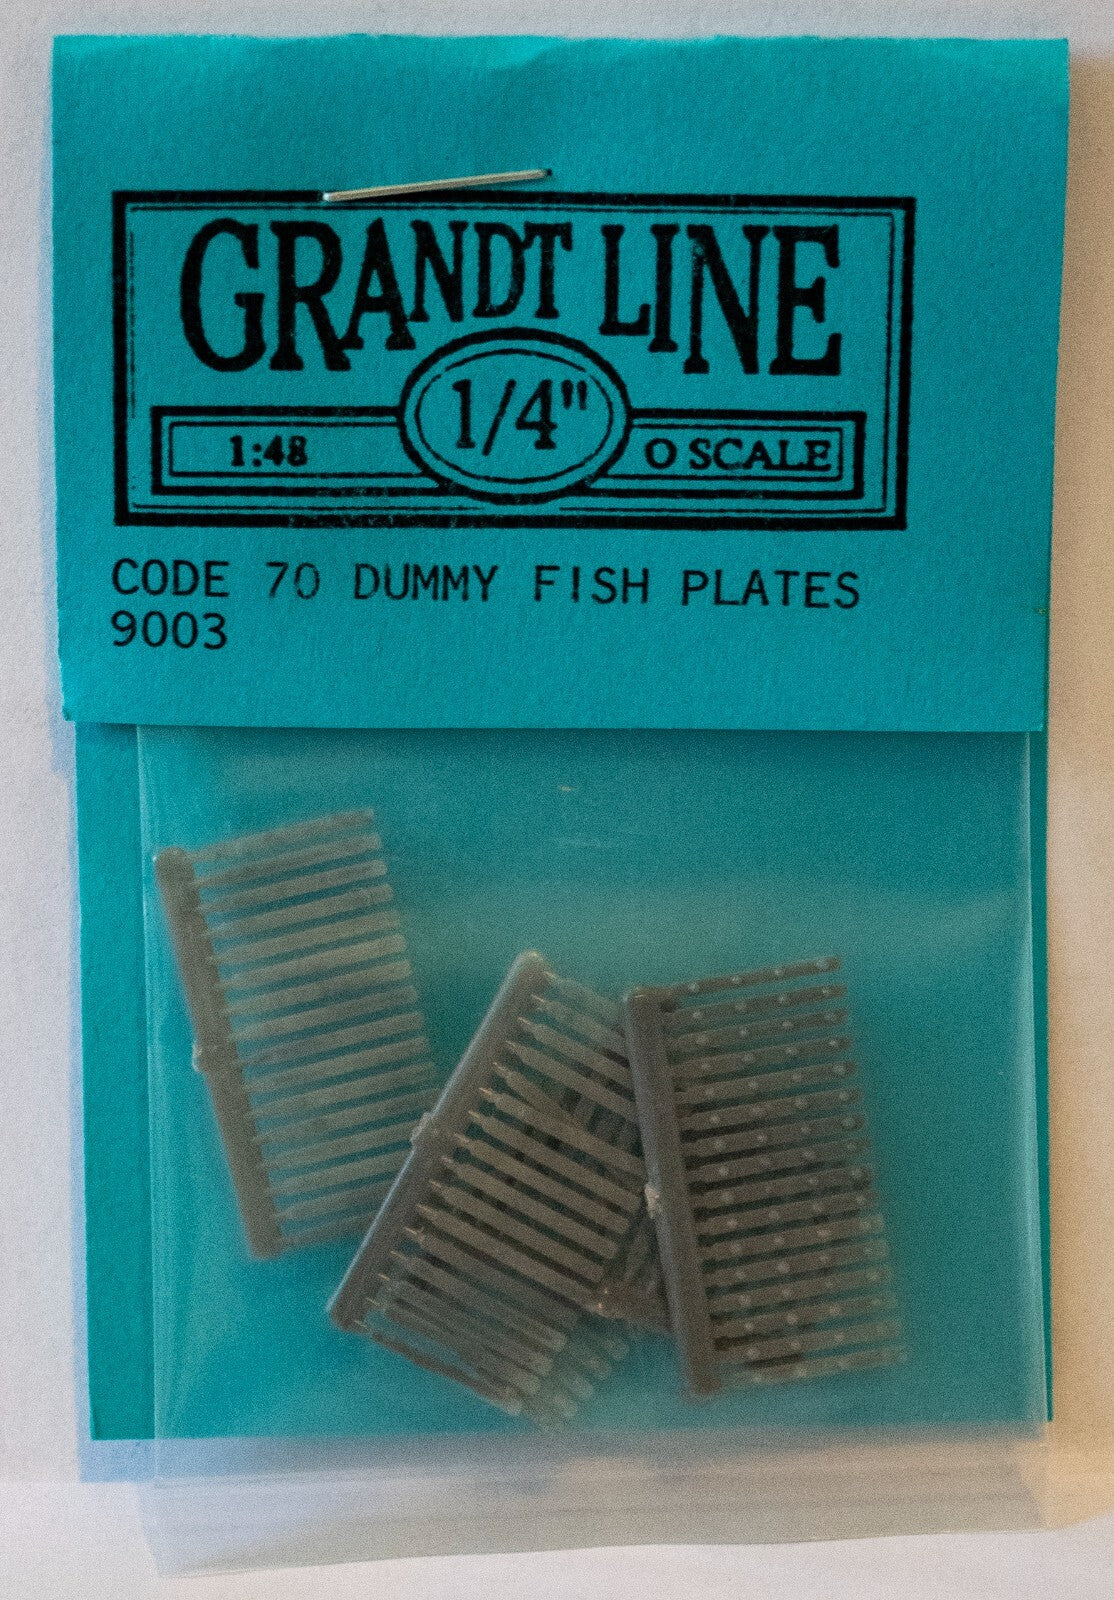 GRANDT LINE
1:48 1/4" O SCALE
CODE 70 DUMMY FISH PLATES
9003